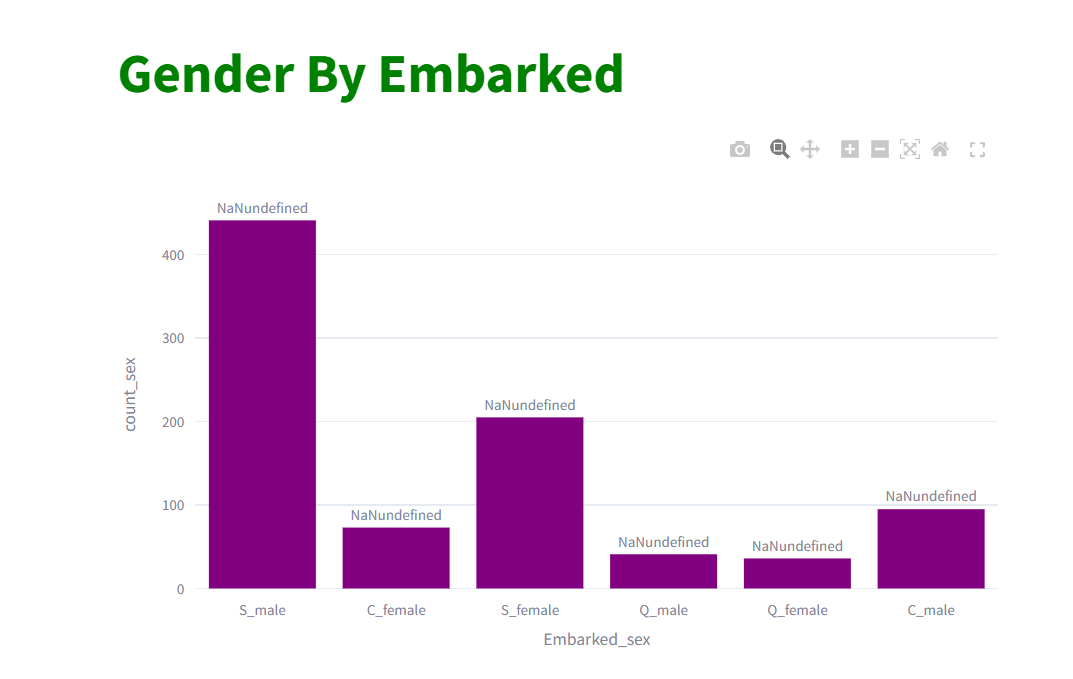 Gender By Embarked
NaNundefined
400
300
NaNundefined
200
NaNundefined
100
NaNundefined
NaNundefined
NaNundefined
0
count_sex
S_male C_female S_female Q_male Q_female C_male
Embarked_sex